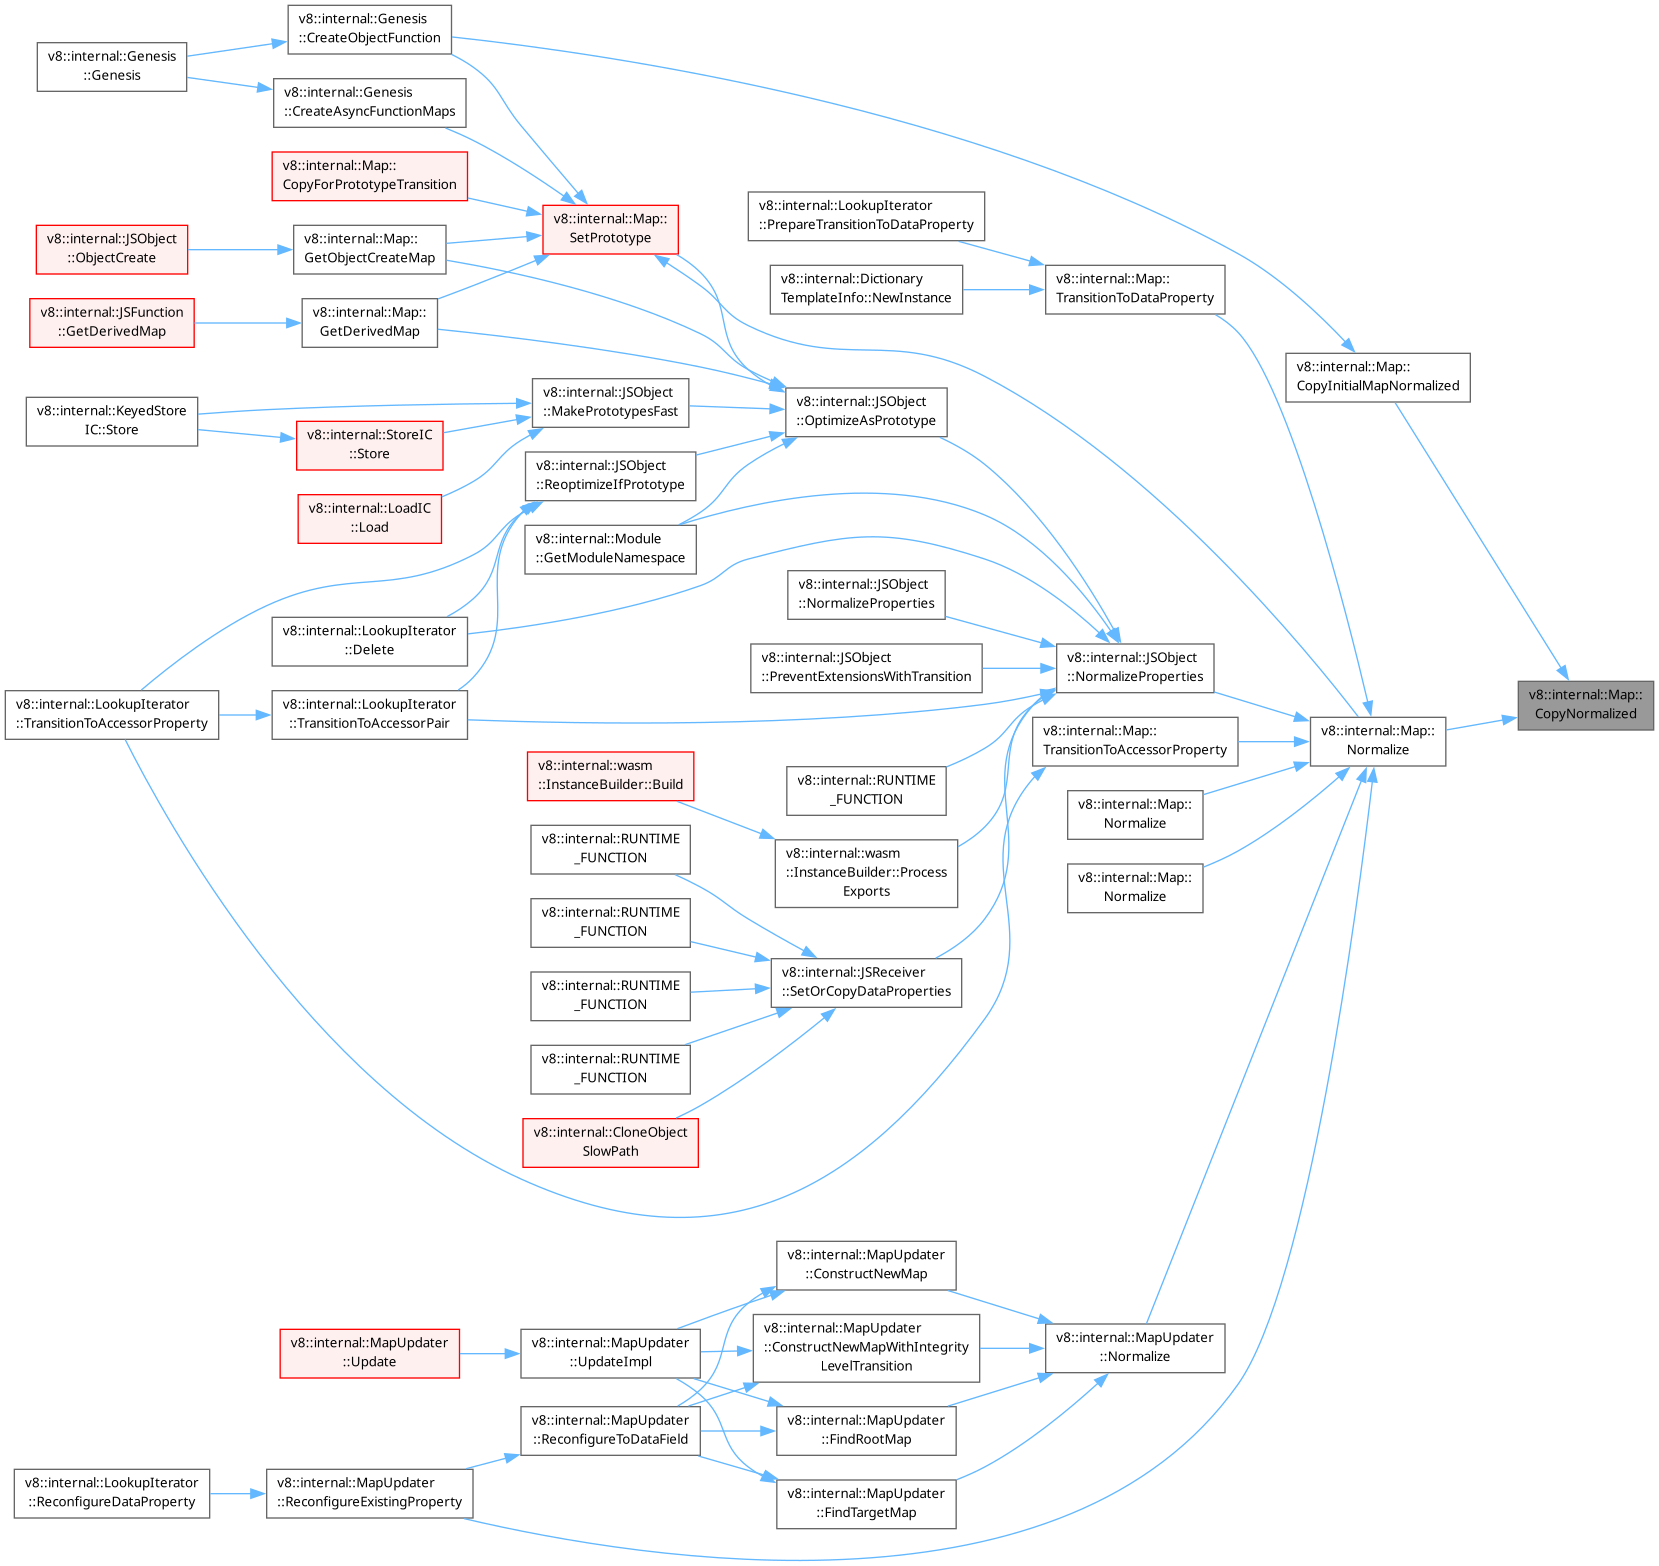 v8::internal::Genesis
::CreateObjectFunction
v8::internal::Genesis
::Genesis
v8::internal::Genesis
::CreateAsyncFunctionMaps
v8::internal::Map::
CopyForPrototypeTransition
v8::internal::Map::
SetPrototype
v8::internal::LookupIterator
::PrepareTransitionToDataProperty
v8::internal::JSObject
::ObjectCreate
v8::internal::Map::
GetObjectCreateMap
v8::internal::Dictionary
TemplateInfo::NewInstance
v8::internal::Map::
TransitionToDataProperty
v8::internal::JSFunction
::GetDerivedMap
v8::internal::Map::
GetDerivedMap
v8::internal::Map::
CopyInitialMapNormalized
v8::internal::KeyedStore
IC::Store
v8::internal::JSObject
::MakePrototypesFast
v8::internal::JSObject
::OptimizeAsPrototype
v8::internal::StoreIC
::Store
v8::internal::JSObject
::ReoptimizeIfPrototype
v8::internal::LoadIC
::Load
v8::internal::Module
::GetModuleNamespace
v8::internal::JSObject
::NormalizeProperties
v8::internal::LookupIterator
::Delete
v8::internal::JSObject
::PreventExtensionsWithTransition
v8::internal::JSObject
::NormalizeProperties
v8::internal::LookupIterator
::TransitionToAccessorProperty
v8::internal::LookupIterator
::TransitionToAccessorPair
v8::internal::Map::
CopyNormalized
v8::internal::Map::
TransitionToAccessorProperty
v8::internal::Map::
Normalize
v8::internal::wasm
::InstanceBuilder::Build
v8::internal::RUNTIME
_FUNCTION
v8::internal::Map::
Normalize
v8::internal::RUNTIME
_FUNCTION
v8::internal::wasm
::InstanceBuilder::Process
Exports
v8::internal::Map::
Normalize
v8::internal::RUNTIME
_FUNCTION
v8::internal::RUNTIME
_FUNCTION
v8::internal::JSReceiver
::SetOrCopyDataProperties
v8::internal::RUNTIME
_FUNCTION
v8::internal::CloneObject
SlowPath
v8::internal::MapUpdater
::ConstructNewMap
v8::internal::MapUpdater
::Update
v8::internal::MapUpdater
::UpdateImpl
v8::internal::MapUpdater
::ConstructNewMapWithIntegrity
LevelTransition
v8::internal::MapUpdater
::Normalize
v8::internal::MapUpdater
::ReconfigureToDataField
v8::internal::MapUpdater
::FindRootMap
v8::internal::LookupIterator
::ReconfigureDataProperty
v8::internal::MapUpdater
::ReconfigureExistingProperty
v8::internal::MapUpdater
::FindTargetMap